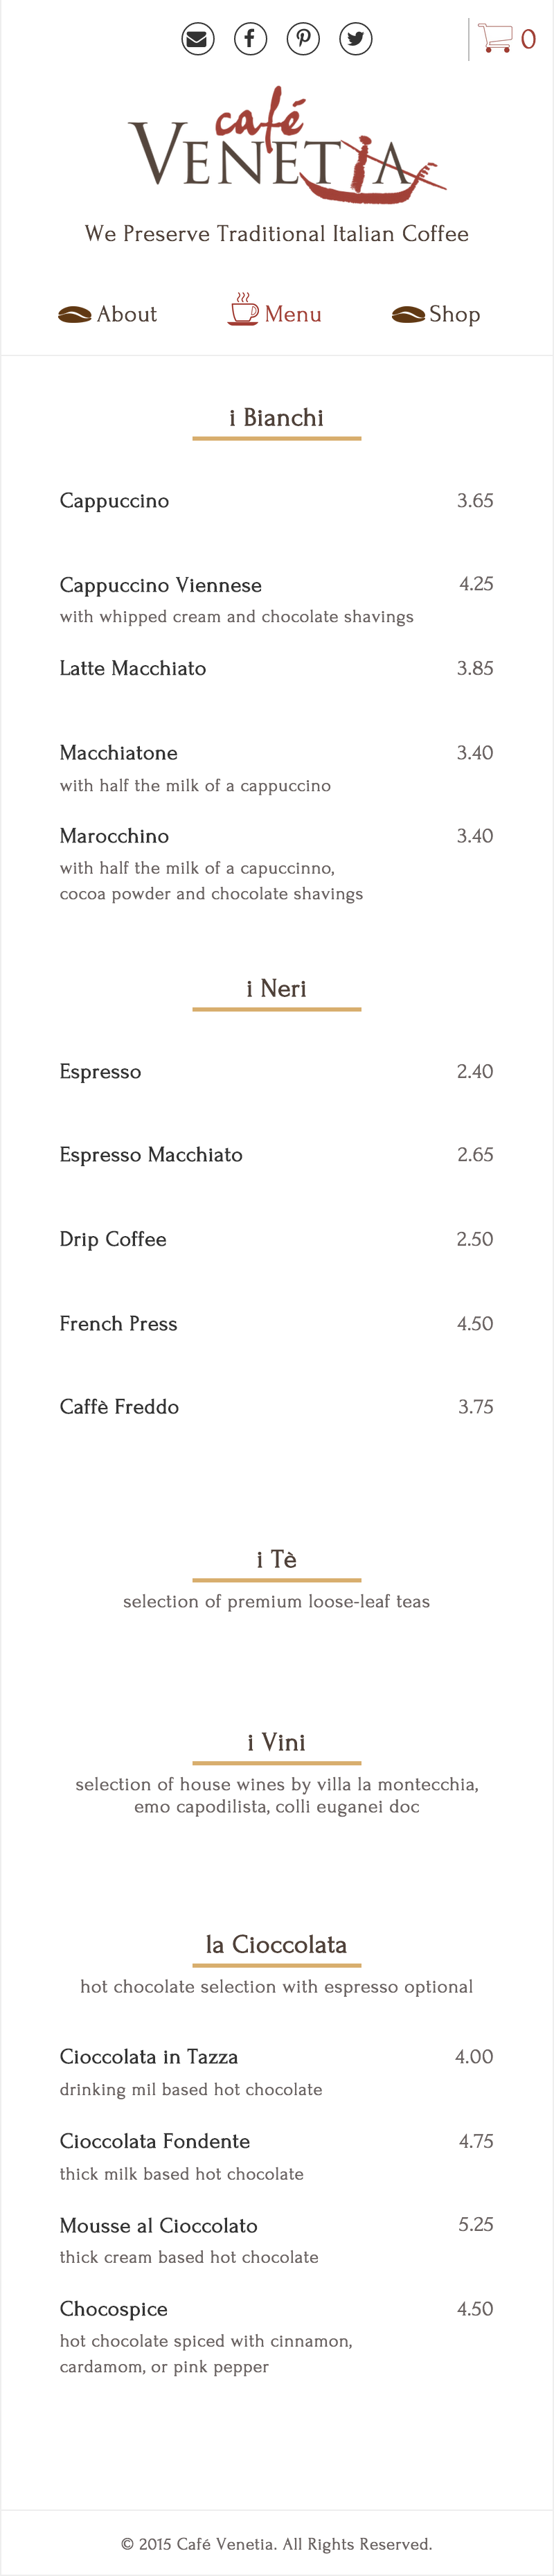 0
café
VENETIA
We Preserve Traditional Italian Coffee
About Menu Shop
i Bianchi
Cappuccino 3.65
Cappuccino Viennese 4.25
with whipped cream and chocolate shavings
Latte Macchiato 3.85
Macchiatone 3.40
with half the milk of a cappuccino
Marocchino 3.40
with half the milk of a capuccinno,
cocoa powder and chocolate shavings
i Neri
Espresso 2.40
Espresso Macchiato 2.65
Drip Coffee 2.50
French Press 4.50
Caffè Freddo 3.75
i Tè
selection of premium loose-leaf teas
i Vini
selection of house wines by villa la montecchia,
emo capodilista, colli euganei doc
la Cioccolata
hot chocolate selection with espresso optional
Cioccolata in Tazza 4.00
drinking mil based hot chocolate
Cioccolata Fondente 4.75
thick milk based hot chocolate
Mousse al Cioccolato 5.25
thick cream based hot chocolate
Chocospice 4.50
hot chocolate spiced with cinnamon,
cardamom, or pink pepper
© 2015 Café Venetia. All Rights Reserved.